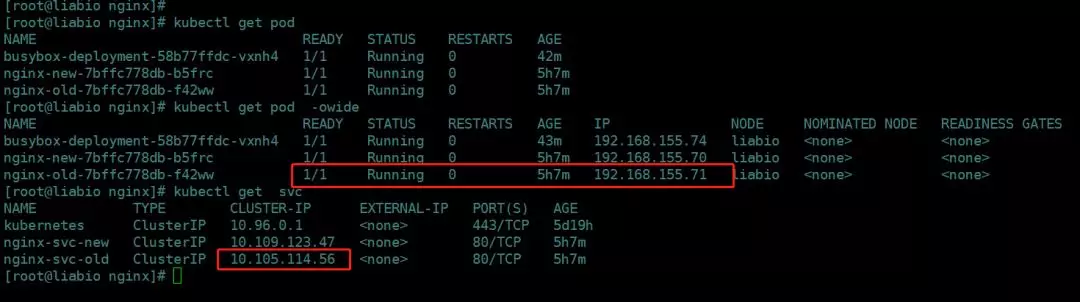 [root@liabio nginx]#
[root@liabio nginx]# kubectl get pod
NAME READY STATUS RESTARTS AGE
busybox-deployment-58b77ffdc-vxnh4 1/1 Running 0 42m
nginx-new-7bffc778db-b5frc 1/1 Running 0 5h7m
nginx-old-7bffc778db-f42ww 1/1 Running 0 5h7m
[root@liabio nginx]# kubectl get pod -owide
NAME READY STATUS RESTARTS AGE IP NODE NOMINATED NODE READINESS GATES
busybox-deployment-58b77ffdc-vxnh4 1/1 Running 0 43m 192.168.155.74 liabio <none> <none>
nginx-new-7bffc778db-b5frc 1/1 Running 0 5h7m 192.168.155.70 liabio <none> <none>
nginx-old-7bffc778db-f42ww 1/1 Running 0 5h7m 192.168.155.71 liabio <none> <none>
[root@liabio nginx]# kubectl get svc
NAME TYPE CLUSTER-IP EXTERNAL-IP PORT(S) AGE
kubernetes ClusterIP 10.96.0.1 <none> 443/TCP 5d19h
nginx-svc-new ClusterIP 10.109.123.47 <none> 80/TCP 5h7m
nginx-svc-old ClusterIP 10.105.114.56 <none> 80/TCP 5h7m
[root@liabio nginx]#